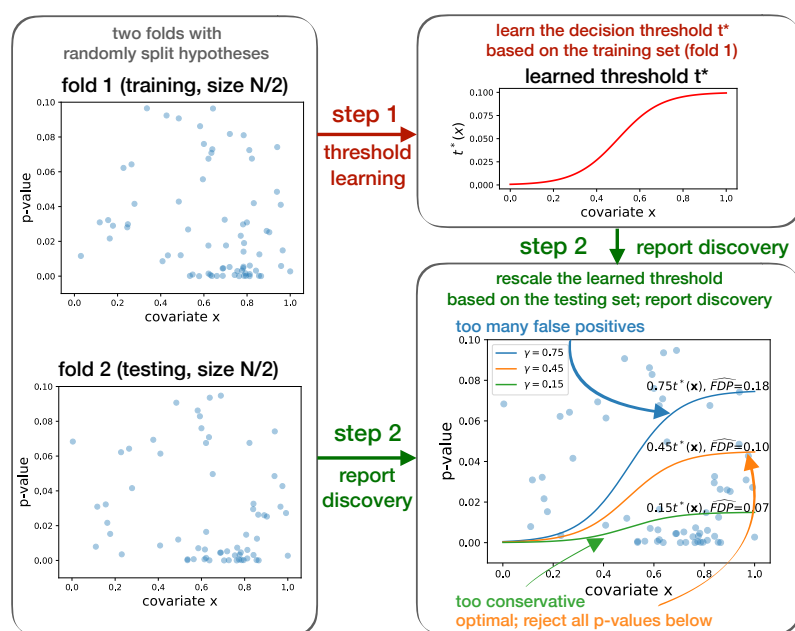 two folds with
randomly split hypotheses
fold 1 (training, size N/2)
0.10
0.08
0.06
0.04
0.02
0.00
p-value
0.0 0.2 0.4 0.6 0.8 1.0
covariate x
fold 2 (testing, size N/2)
0.10
0.08
0.06
0.04
0.02
0.00
p-value
0.0 0.2 0.4 0.6 0.8 1.0
covariate x
step 1
threshold
learning
learn the decision threshold t*
based on the training set (fold 1)
learned threshold t*
0.100
0.075
0.050
0.025
0.000
t*(x)
0.0 0.2 0.4 0.6 0.8 1.0
covariate x
step 2
report discovery
step 2
report
discovery
rescale the learned threshold
based on the testing set; report discovery
too many false positives
0.10
0.08
0.06
0.04
0.02
0.00
p-value
γ = 0.75
γ = 0.45
γ = 0.15
0.75t*(x), FDP=0.18
0.45t*(x), FDP=0.10
0.15t*(x), FDP=0.07
0.0 0.2 0.4 0.6 0.8 1.0
covariate x
too conservative
optimal; reject all p-values below